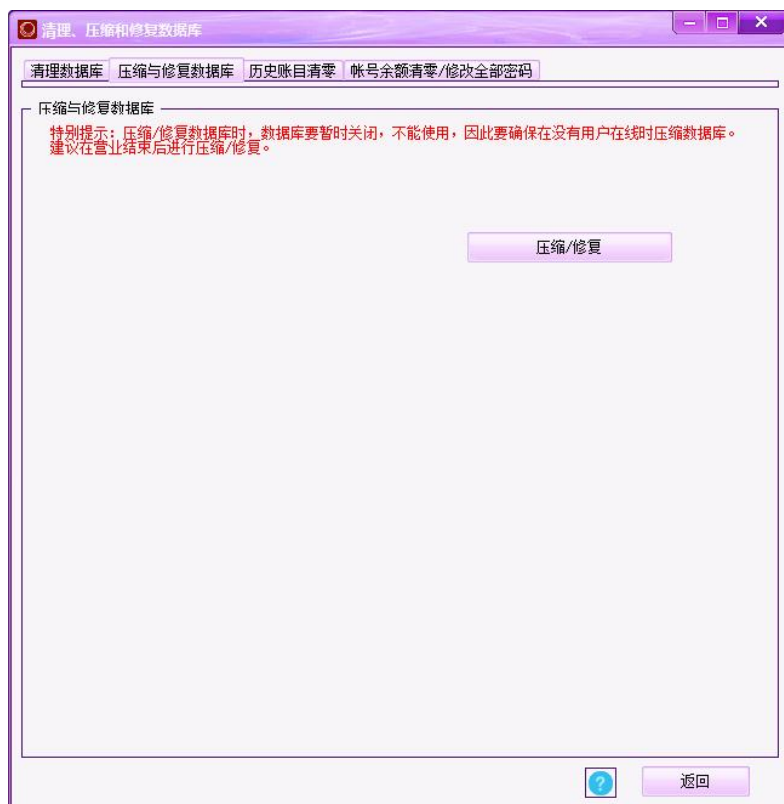 清理、压缩和修复数据库
清理数据库 压缩与修复数据库 历史账目清零 帐号余额清零/修改全部密码
压缩与修复数据库
特别提示：压缩/修复数据库时，数据库要暂时关闭，不能使用，因此要确保在没有用户在线时压缩数据库。
建议在营业结束后进行压缩/修复。
压缩/修复
?
返回